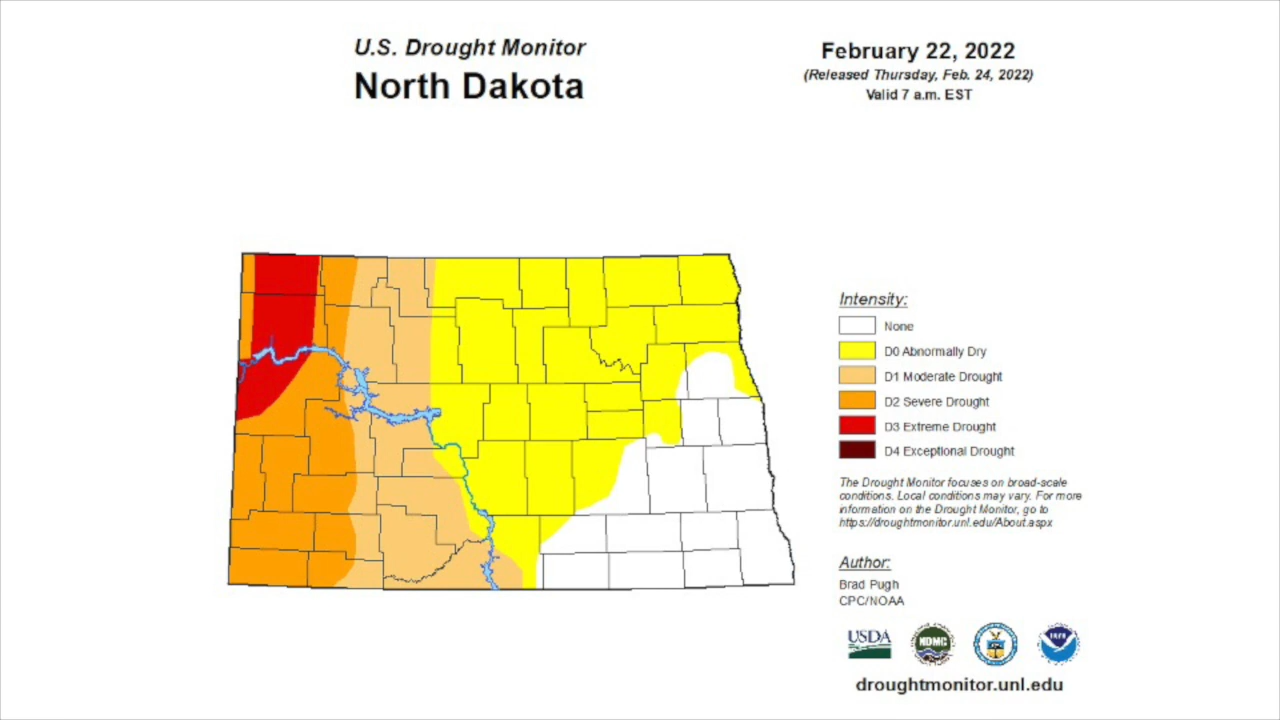 U.S. Drought Monitor
North Dakota
February 22, 2022
(Released Thursday, Feb. 24, 2022)
Valid 7 a.m. EST
Intensity:
None
D0 Abnormally Dry
D1 Moderate Drought
D2 Severe Drought
D3 Extreme Drought
D4 Exceptional Drought
The Drought Monitor focuses on broad-scale
conditions. Local conditions may vary. For more
information on the Drought Monitor, go to
https://droughtmonitor.unl.edu/About.aspx
Author:
Brad Pugh
CPC/NOAA
USDA
NDMC
droughtmonitor.unl.edu